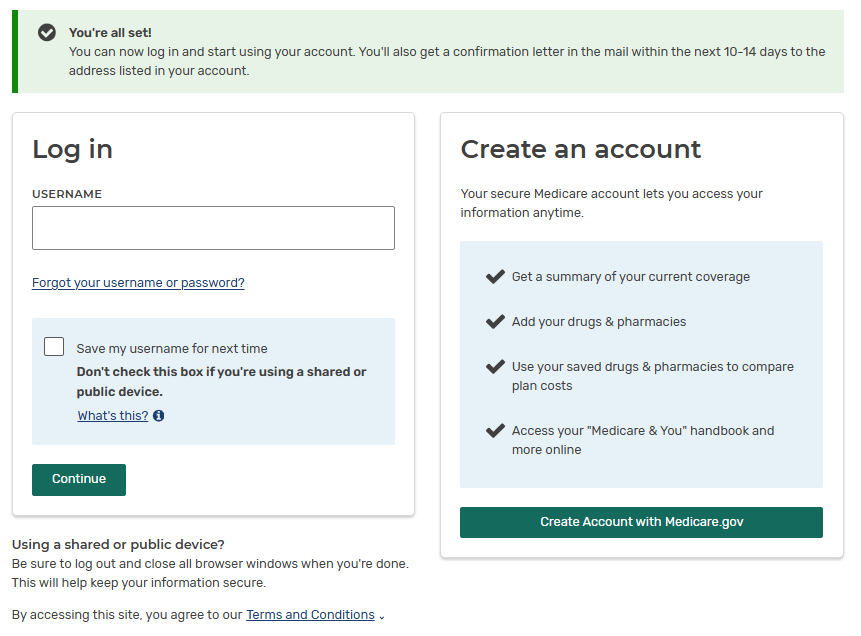 You're all set!
You can now log in and start using your account. You'll also get a confirmation letter in the mail within the next 10-14 days to the
address listed in your account.
Log in
USERNAME
Forgot your username or password?
Save my username for next time
Don't check this box if you're using a shared or
public device.
What's this?
Continue
Using a shared or public device?
Be sure to log out and close all browser windows when you're done.
This will help keep your information secure.
By accessing this site, you agree to our Terms and Conditions
Create an account
Your secure Medicare account lets you access your
information anytime.
Get a summary of your current coverage
Add your drugs & pharmacies
Use your saved drugs & pharmacies to compare
plan costs
Access your "Medicare & You" handbook and
more online
Create Account with Medicare.gov